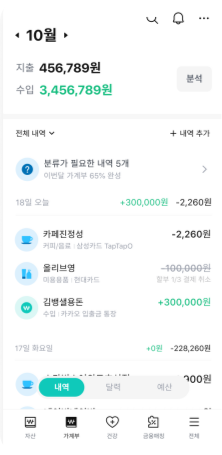 10월
지출 456,789원
수입 3,456,789원
분석
전체 내역
+ 내역 추가
분류가 필요한 내역 5개
이번달 가계부 65% 완성
18일 오늘 +300,000원 -2,260원
카페진정성 -2,260원
커피/음료 | 삼성카드 TapTapO
올리브영 -100,000원
미용용품 | 현대카드 할부 1/3 결제 취소
김뱅샐용돈 +300,000원
수입 | 카카오 입출금 통장
17일 화요일 +0원 -228,260원
900원
내역 달력 예산
자산 가계부 건강 금융매칭 전체